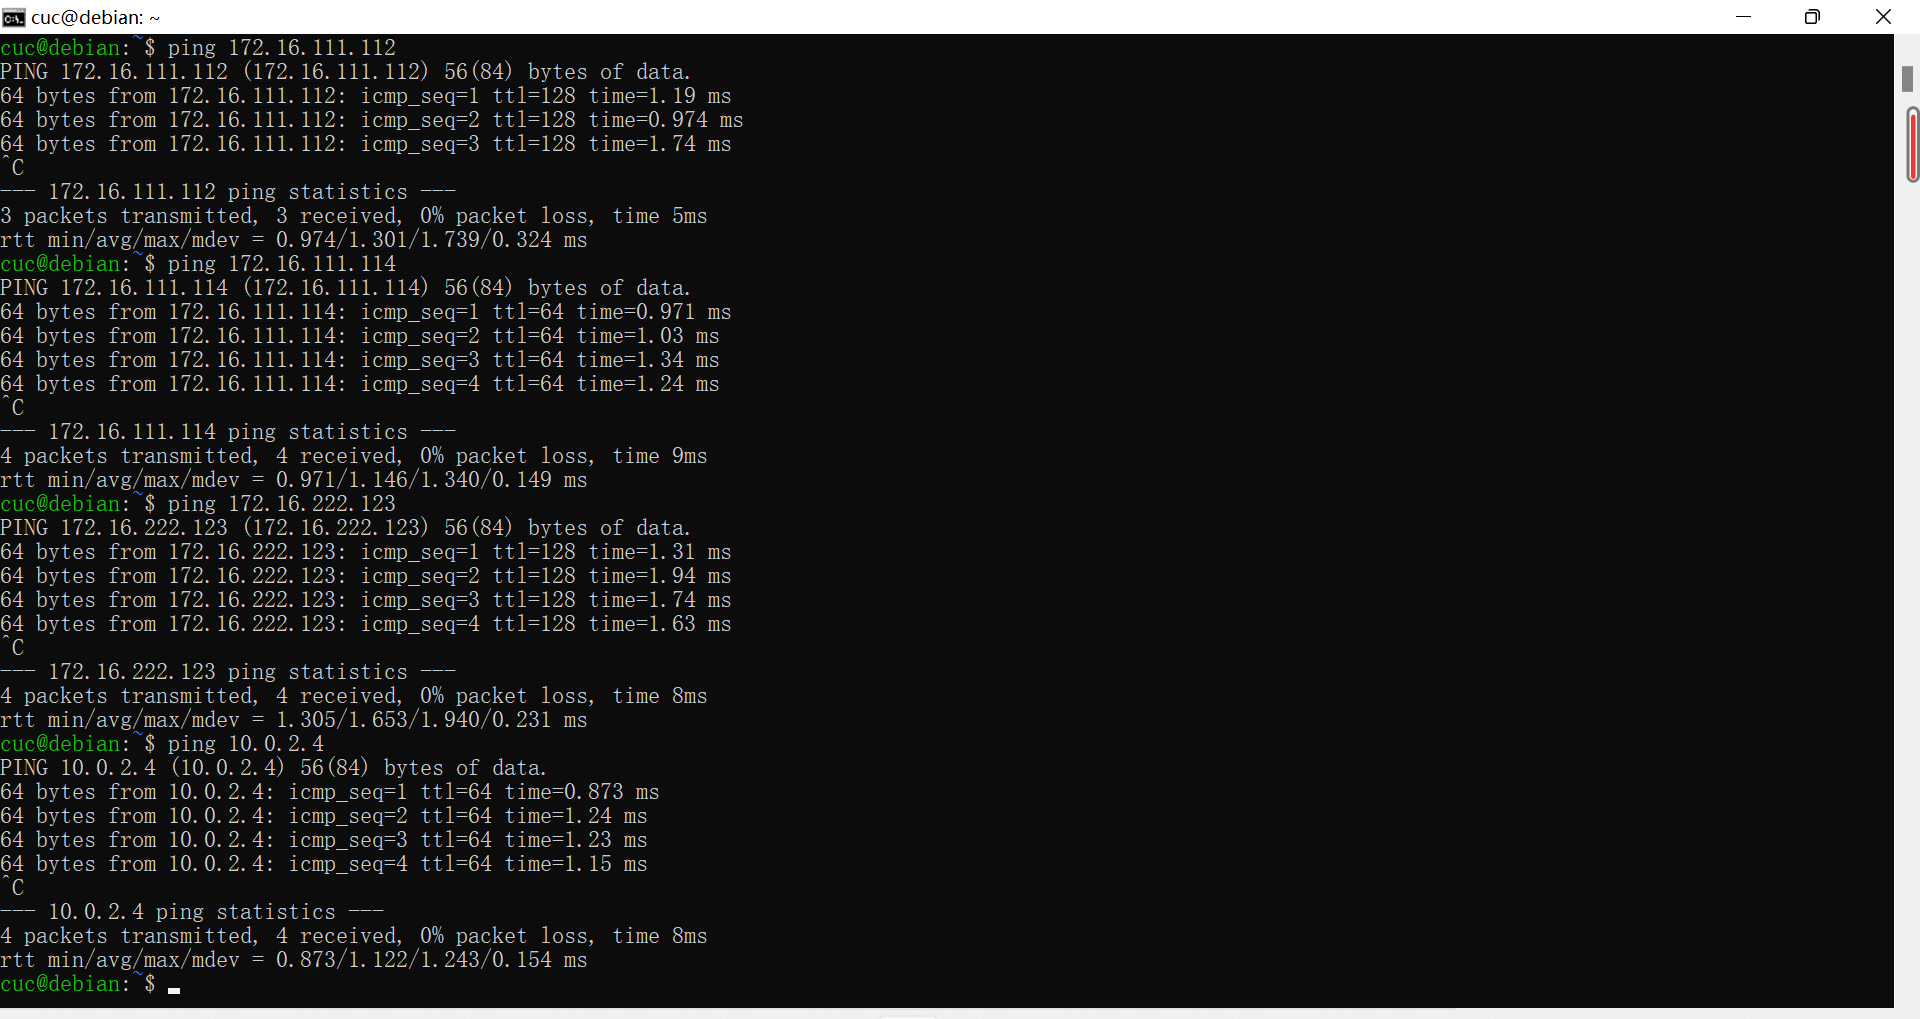 cuc@debian: ~
cuc@debian:~$ ping 172.16.111.112
PING 172.16.111.112 (172.16.111.112) 56(84) bytes of data.
64 bytes from 172.16.111.112: icmp_seq=1 ttl=128 time=1.19 ms
64 bytes from 172.16.111.112: icmp_seq=2 ttl=128 time=0.974 ms
64 bytes from 172.16.111.112: icmp_seq=3 ttl=128 time=1.74 ms
^C
--- 172.16.111.112 ping statistics ---
3 packets transmitted, 3 received, 0% packet loss, time 5ms
rtt min/avg/max/mdev = 0.974/1.301/1.739/0.324 ms
cuc@debian:~$ ping 172.16.111.114
PING 172.16.111.114 (172.16.111.114) 56(84) bytes of data.
64 bytes from 172.16.111.114: icmp_seq=1 ttl=64 time=0.971 ms
64 bytes from 172.16.111.114: icmp_seq=2 ttl=64 time=1.03 ms
64 bytes from 172.16.111.114: icmp_seq=3 ttl=64 time=1.34 ms
64 bytes from 172.16.111.114: icmp_seq=4 ttl=64 time=1.24 ms
^C
--- 172.16.111.114 ping statistics ---
4 packets transmitted, 4 received, 0% packet loss, time 9ms
rtt min/avg/max/mdev = 0.971/1.146/1.340/0.149 ms
cuc@debian:~$ ping 172.16.222.123
PING 172.16.222.123 (172.16.222.123) 56(84) bytes of data.
64 bytes from 172.16.222.123: icmp_seq=1 ttl=128 time=1.31 ms
64 bytes from 172.16.222.123: icmp_seq=2 ttl=128 time=1.94 ms
64 bytes from 172.16.222.123: icmp_seq=3 ttl=128 time=1.74 ms
64 bytes from 172.16.222.123: icmp_seq=4 ttl=128 time=1.63 ms
^C
--- 172.16.222.123 ping statistics ---
4 packets transmitted, 4 received, 0% packet loss, time 8ms
rtt min/avg/max/mdev = 1.305/1.653/1.940/0.231 ms
cuc@debian:~$ ping 10.0.2.4
PING 10.0.2.4 (10.0.2.4) 56(84) bytes of data.
64 bytes from 10.0.2.4: icmp_seq=1 ttl=64 time=0.873 ms
64 bytes from 10.0.2.4: icmp_seq=2 ttl=64 time=1.24 ms
64 bytes from 10.0.2.4: icmp_seq=3 ttl=64 time=1.23 ms
64 bytes from 10.0.2.4: icmp_seq=4 ttl=64 time=1.15 ms
^C
--- 10.0.2.4 ping statistics ---
4 packets transmitted, 4 received, 0% packet loss, time 8ms
rtt min/avg/max/mdev = 0.873/1.122/1.243/0.154 ms
cuc@debian:~$